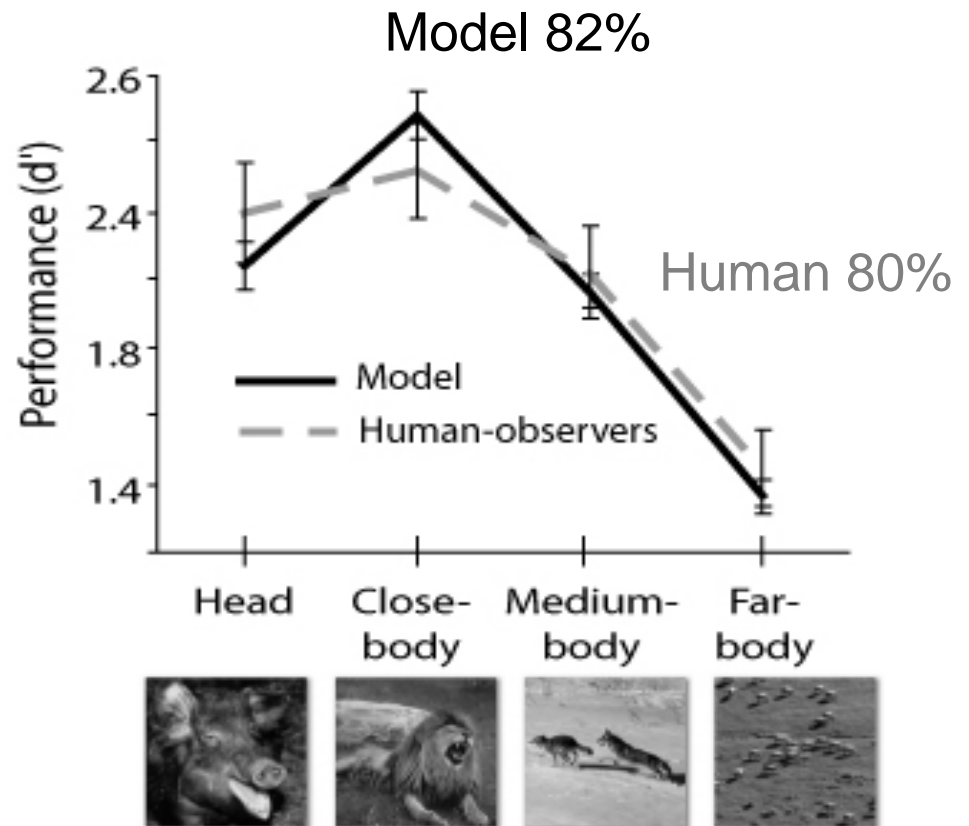 Model 82%
2.6
2.4
1.8
1.4
Performance (d')
Human 80%
Model
Human-observers
Head
Close-
body
Medium-
body
Far-
body